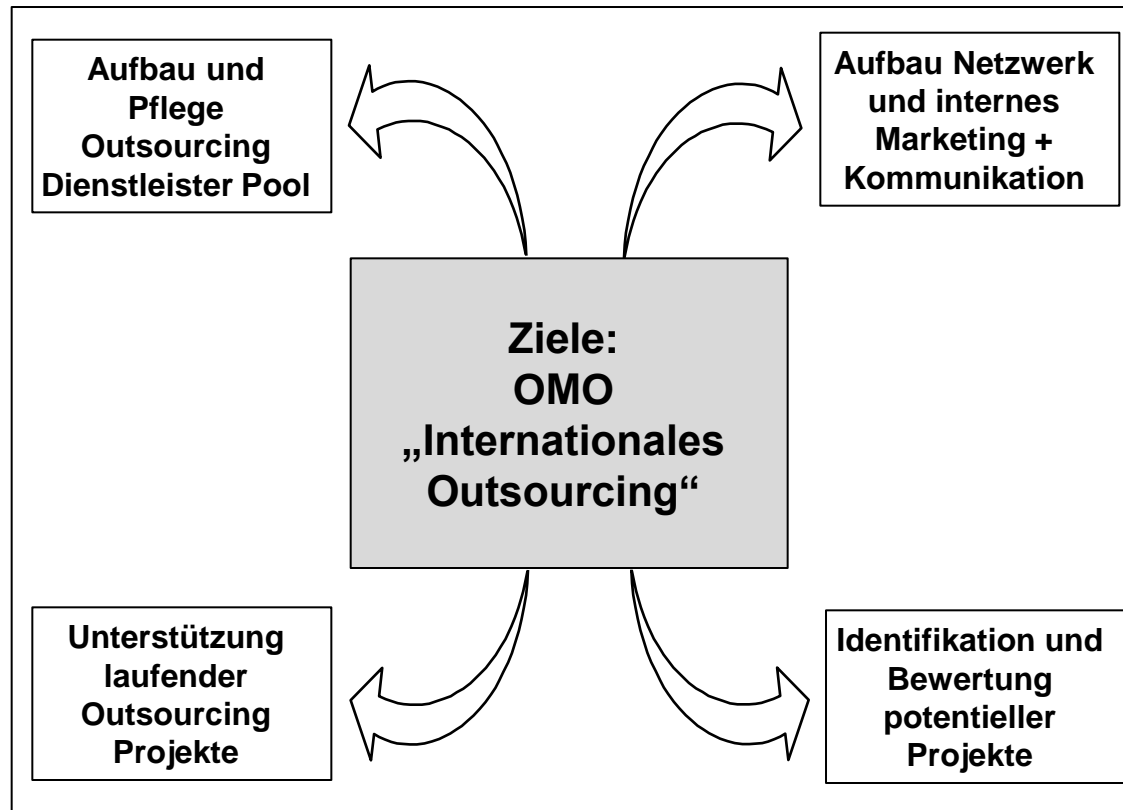 Aufbau und
Pflege
Outsourcing
Dienstleister Pool
Aufbau Netzwerk
und internes
Marketing +
Kommunikation
Ziele:
OMO
„Internationales
Outsourcing“
Unterstützung
laufender
Outsourcing
Projekte
Identifikation und
Bewertung
potentieller
Projekte